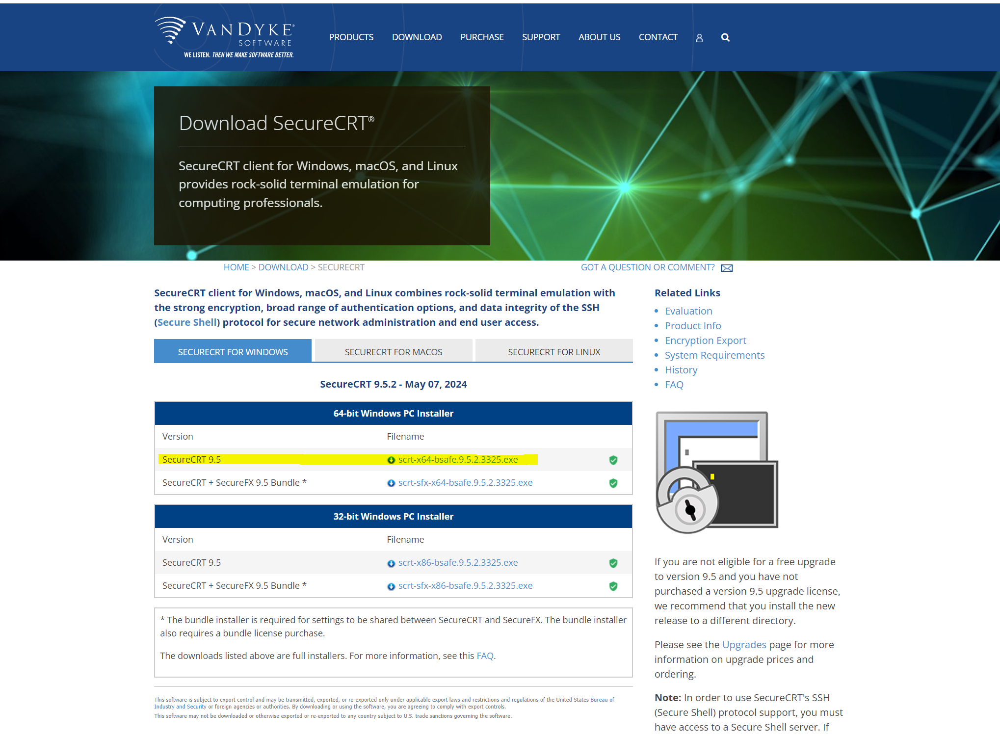 VANDYKE®
SOFTWARE
WE LISTEN. THEN WE MAKE SOFTWARE BETTER.
PRODUCTS DOWNLOAD PURCHASE SUPPORT ABOUT US CONTACT
Download SecureCRT®
SecureCRT client for Windows, macOS, and Linux
provides rock-solid terminal emulation for
computing professionals.
HOME > DOWNLOAD > SECURECRT
GOT A QUESTION OR COMMENT?
SecureCRT client for Windows, macOS, and Linux combines rock-solid terminal emulation with
the strong encryption, broad range of authentication options, and data integrity of the SSH
(Secure Shell) protocol for secure network administration and end user access.
SECURECRT FOR WINDOWS SECURECRT FOR MACOS SECURECRT FOR LINUX
SecureCRT 9.5.2 - May 07, 2024
64-bit Windows PC Installer
Version Filename
SecureCRT 9.5 scrt-x64-bsafe.9.5.2.3325.exe
SecureCRT + SecureFX 9.5 Bundle * scrt-sfx-x64-bsafe.9.5.2.3325.exe
32-bit Windows PC Installer
Version Filename
SecureCRT 9.5 scrt-x86-bsafe.9.5.2.3325.exe
SecureCRT + SecureFX 9.5 Bundle * scrt-sfx-x86-bsafe.9.5.2.3325.exe
* The bundle installer is required for settings to be shared between SecureCRT and SecureFX. The bundle installer
also requires a bundle license purchase.
The downloads listed above are full installers. For more information, see this FAQ.
This software is subject to export control and may be transmitted, exported, or re-exported only under applicable export laws and restrictions and regulations of the United States Bureau of
Industry and Security or foreign agencies or authorities. By downloading or using the software, you are agreeing to comply with export controls.
This software may not be downloaded or otherwise exported or re-exported to any country subject to U.S. trade sanctions governing the software.
Related Links
• Evaluation
• Product Info
• Encryption Export
• System Requirements
• History
• FAQ
If you are not eligible for a free upgrade
to version 9.5 and you have not
purchased a version 9.5 upgrade license,
we recommend that you install the new
release to a different directory.
Please see the Upgrades page for more
information on upgrade prices and
ordering.
Note: In order to use SecureCRT's SSH
(Secure Shell) protocol support, you must
have access to a Secure Shell server. If